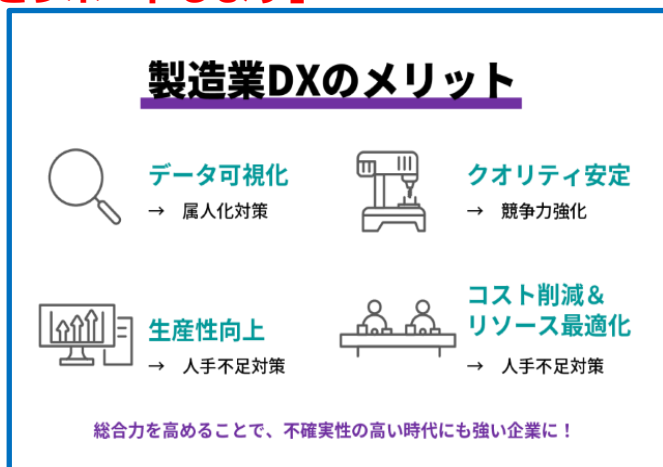 製造業DXのメリット
データ可視化
→ 属人化対策
クオリティ安定
→ 競争力強化
生産性向上
→ 人手不足対策
コスト削減＆
リソース最適化
→ 人手不足対策
総合力を高めることで、不確実性の高い時代にも強い企業に！